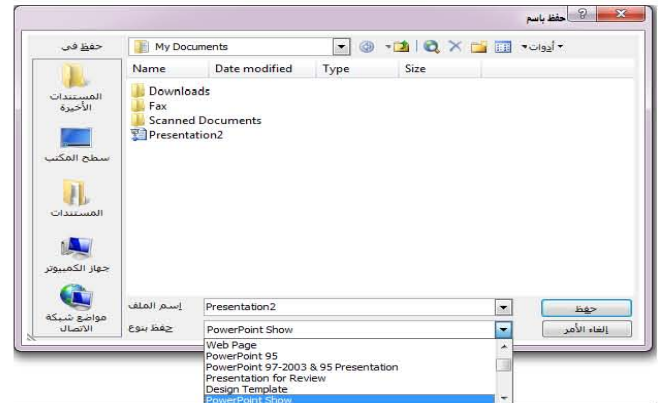 حفظ باسم
حفظ في
My Documents
أدوات
Name Date modified Type Size
المستندات الأخيرة
سطح المكتب
المستندات
جهاز الكمبيوتر
مواضع شبكة الاتصال
Downloads
Fax
Scanned Documents
Presentation2
إسم الملف
Presentation2
حفظ
حفظ بنوع
PowerPoint Show
إلغاء الأمر
Web Page
PowerPoint 95
PowerPoint 97-2003 & 95 Presentation
Presentation for Review
Design Template
PowerPoint Show